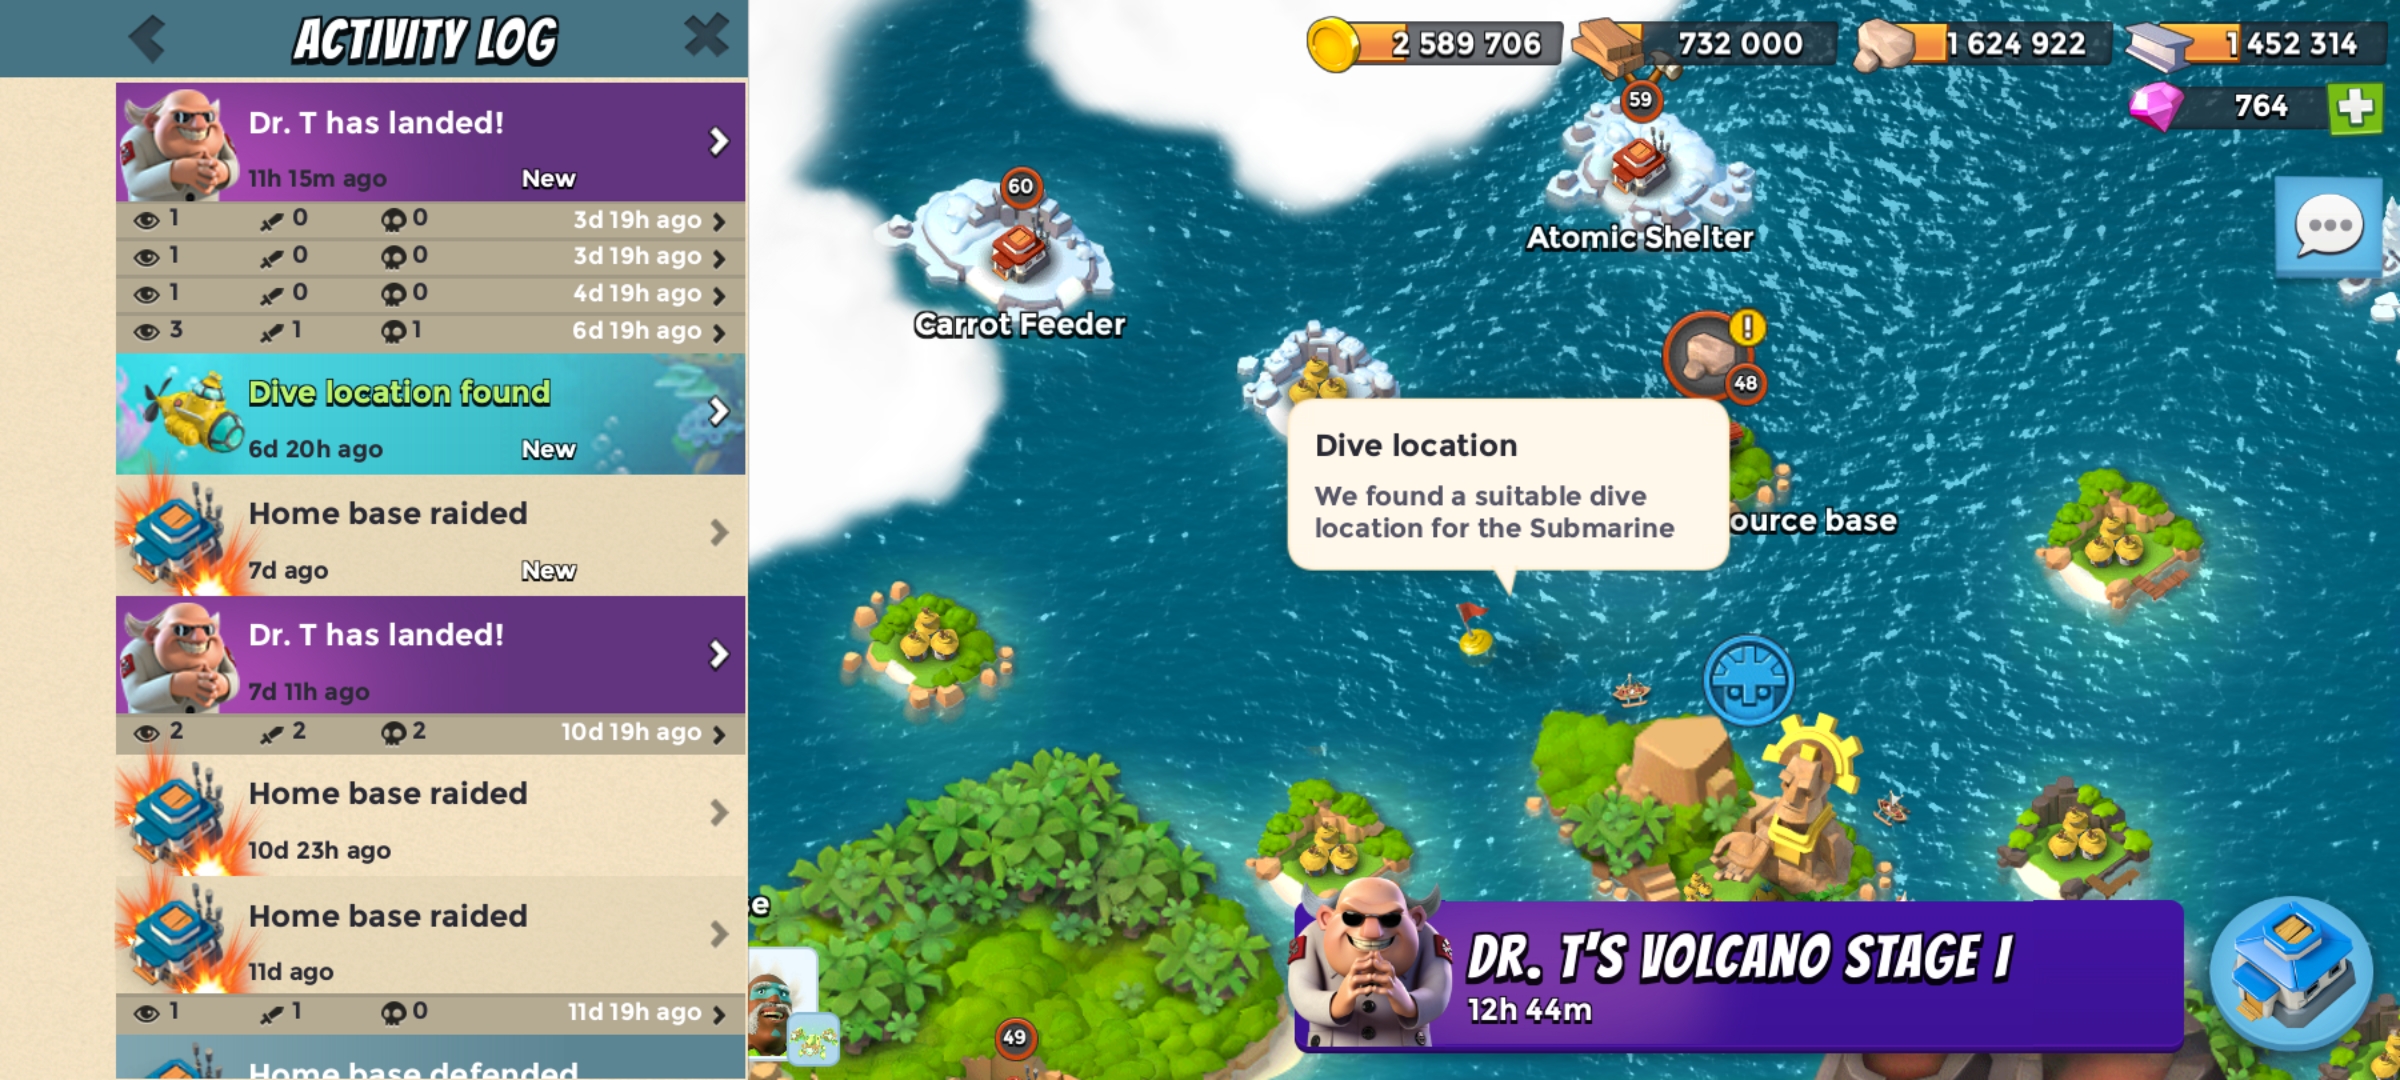 ACTIVITY LOG
Dr. T has landed!
11h 15m ago
New
1 0 0 3d 19h ago
1 0 0 3d 19h ago
1 0 0 4d 19h ago
3 1 1 6d 19h ago
Dive location found
6d 20h ago
New
Home base raided
7d ago
New
Dr. T has landed!
7d 11h ago
2 2 2 10d 19h ago
Home base raided
10d 23h ago
Home base raided
11d ago
1 1 0 11d 19h ago
Home base defended
2 589 706
732 000
1 624 922
1 452 314
764
59
Atomic Shelter
60
Carrot Feeder
!
48
ource base
Dive location
We found a suitable dive
location for the Submarine
se
49
DR. T'S VOLCANO STAGE I
12h 44m